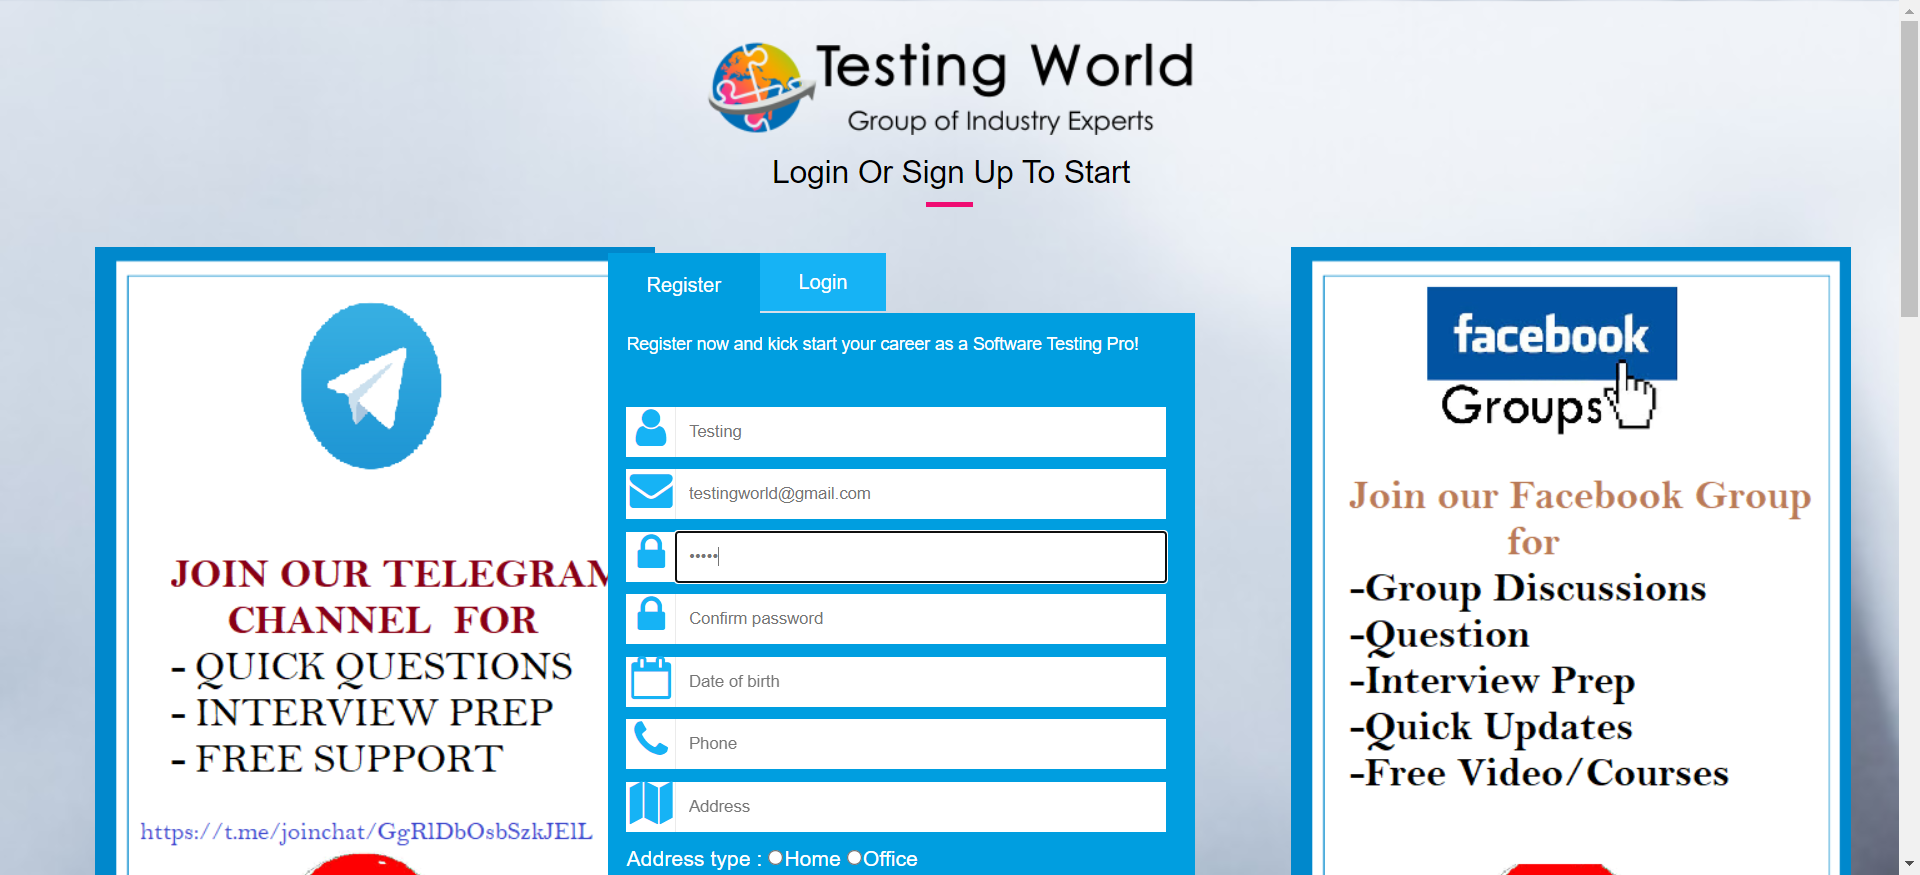 Testing World
Group of Industry Experts
Login Or Sign Up To Start
JOIN OUR TELEGRAM
CHANNEL FOR
- QUICK QUESTIONS
- INTERVIEW PREP
- FREE SUPPORT
https://t.me/joinchat/GgRlDbOsbSzkJElL
Register
Login
Register now and kick start your career as a Software Testing Pro!
Testing
testingworld@gmail.com
•••••
Confirm password
Date of birth
Phone
Address
Address type : Home Office
facebook
Groups
Join our Facebook Group
for
-Group Discussions
-Question
-Interview Prep
-Quick Updates
-Free Video/Courses